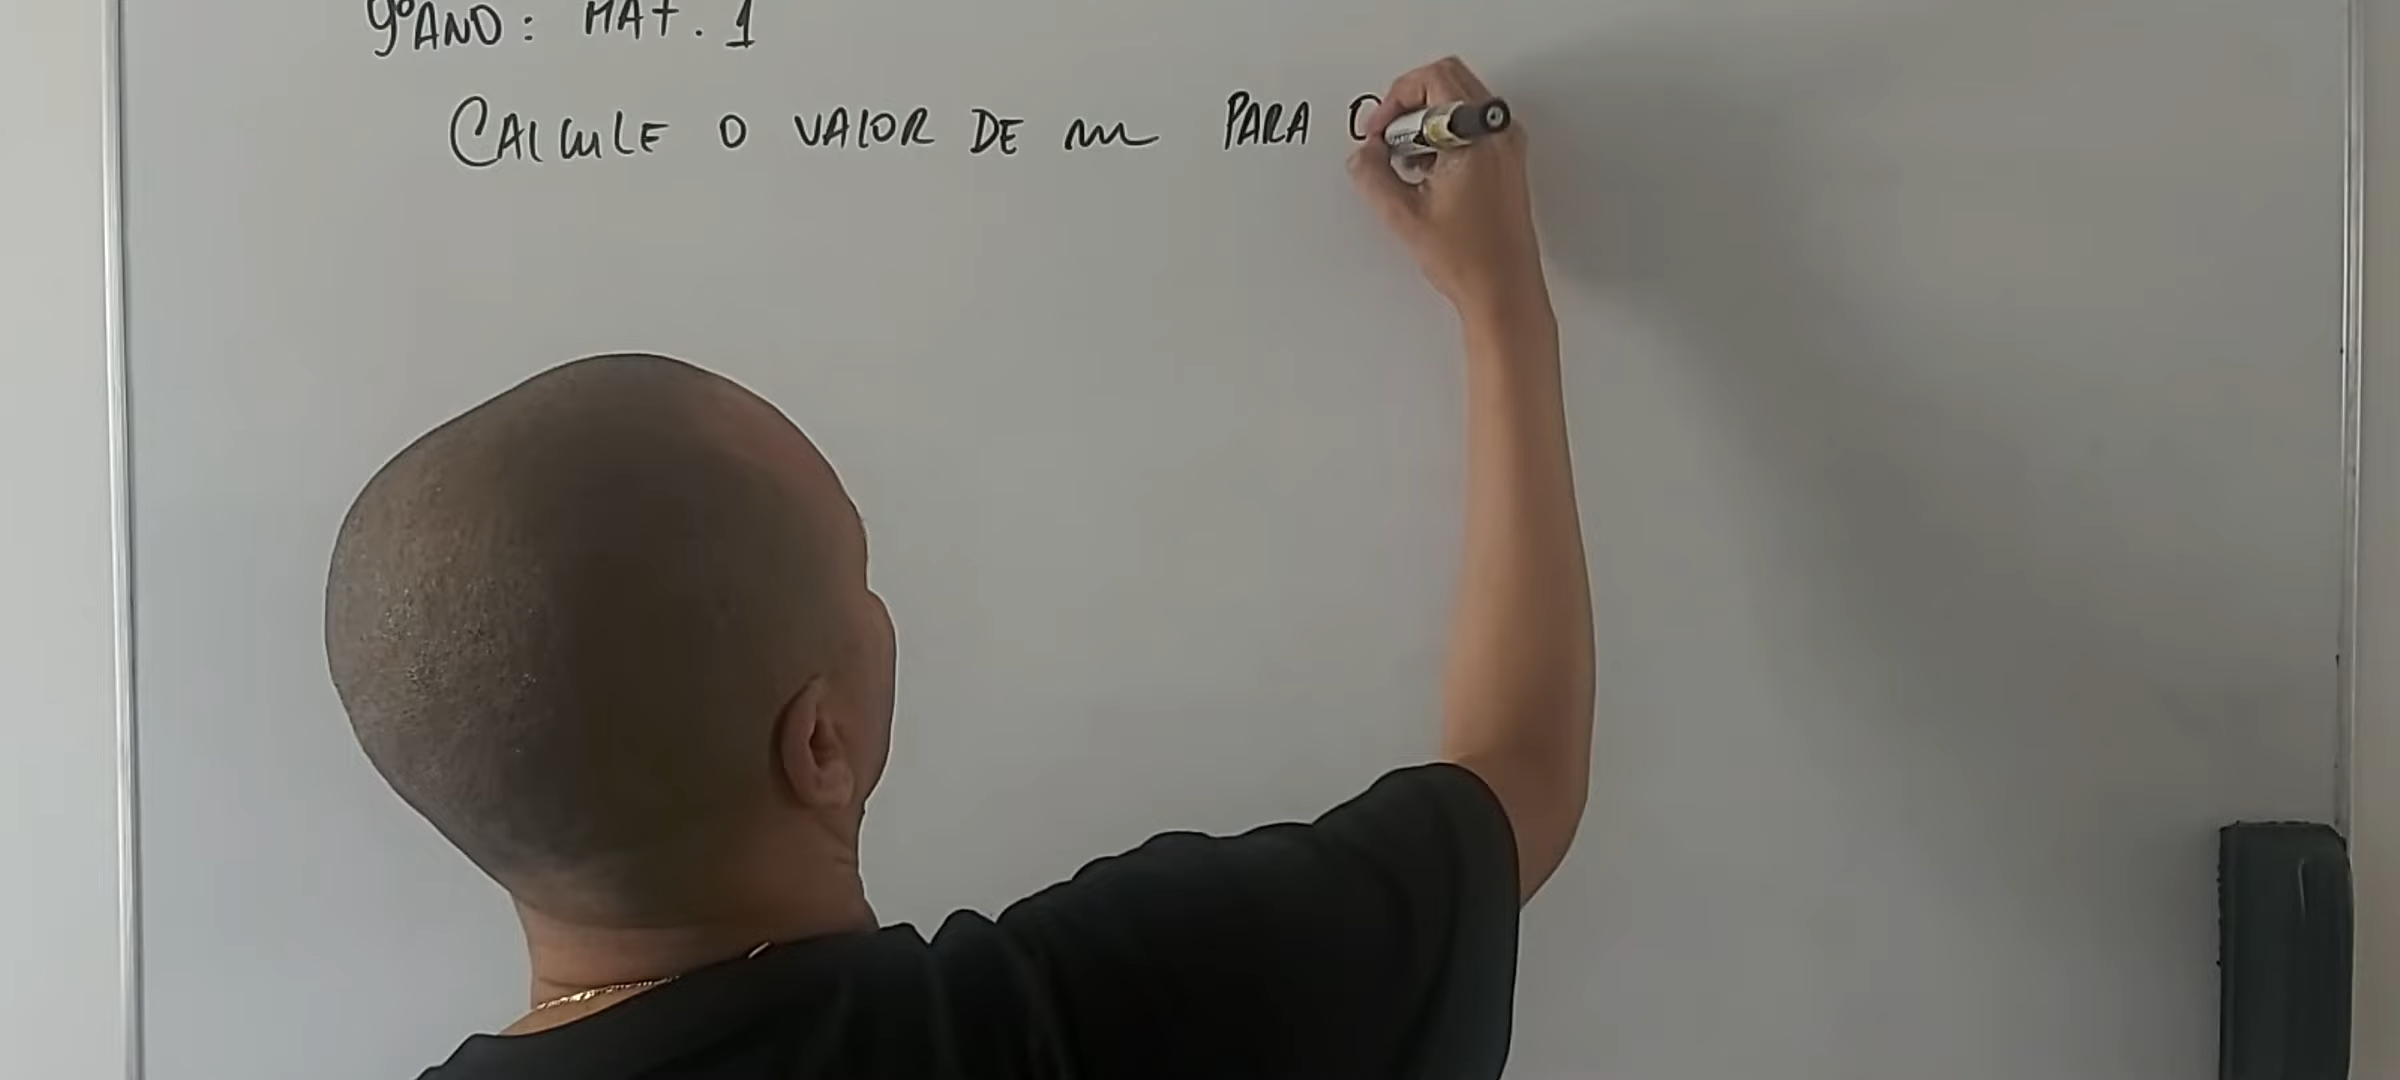 9º ANO: MAT. 1
CALCULE O VALOR DE m PARA